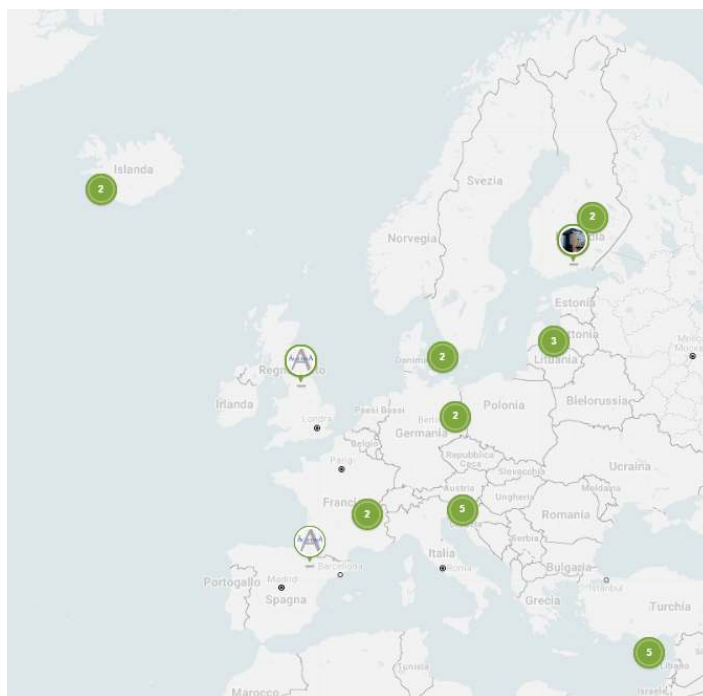 Islanda
2
Svezia
2
Norvegia
Estonia
3
Lituania
2
Danimarca
Irlanda
Londra
Paesi Bassi
2
Polonia
Bielorussia
Germania
Belgio
Parigi
Repubblica
Ceca
Slovacchia
Ucraina
Austria
Moldavia
Ungheria
Francia
2
5
Romania
Serbia
Italia
Roma
Bulgaria
Barcellona
Portogallo
Madrid
Spagna
Istanbul
Grecia
Turchia
5
Libano
Tunisia
Israele
Marocco